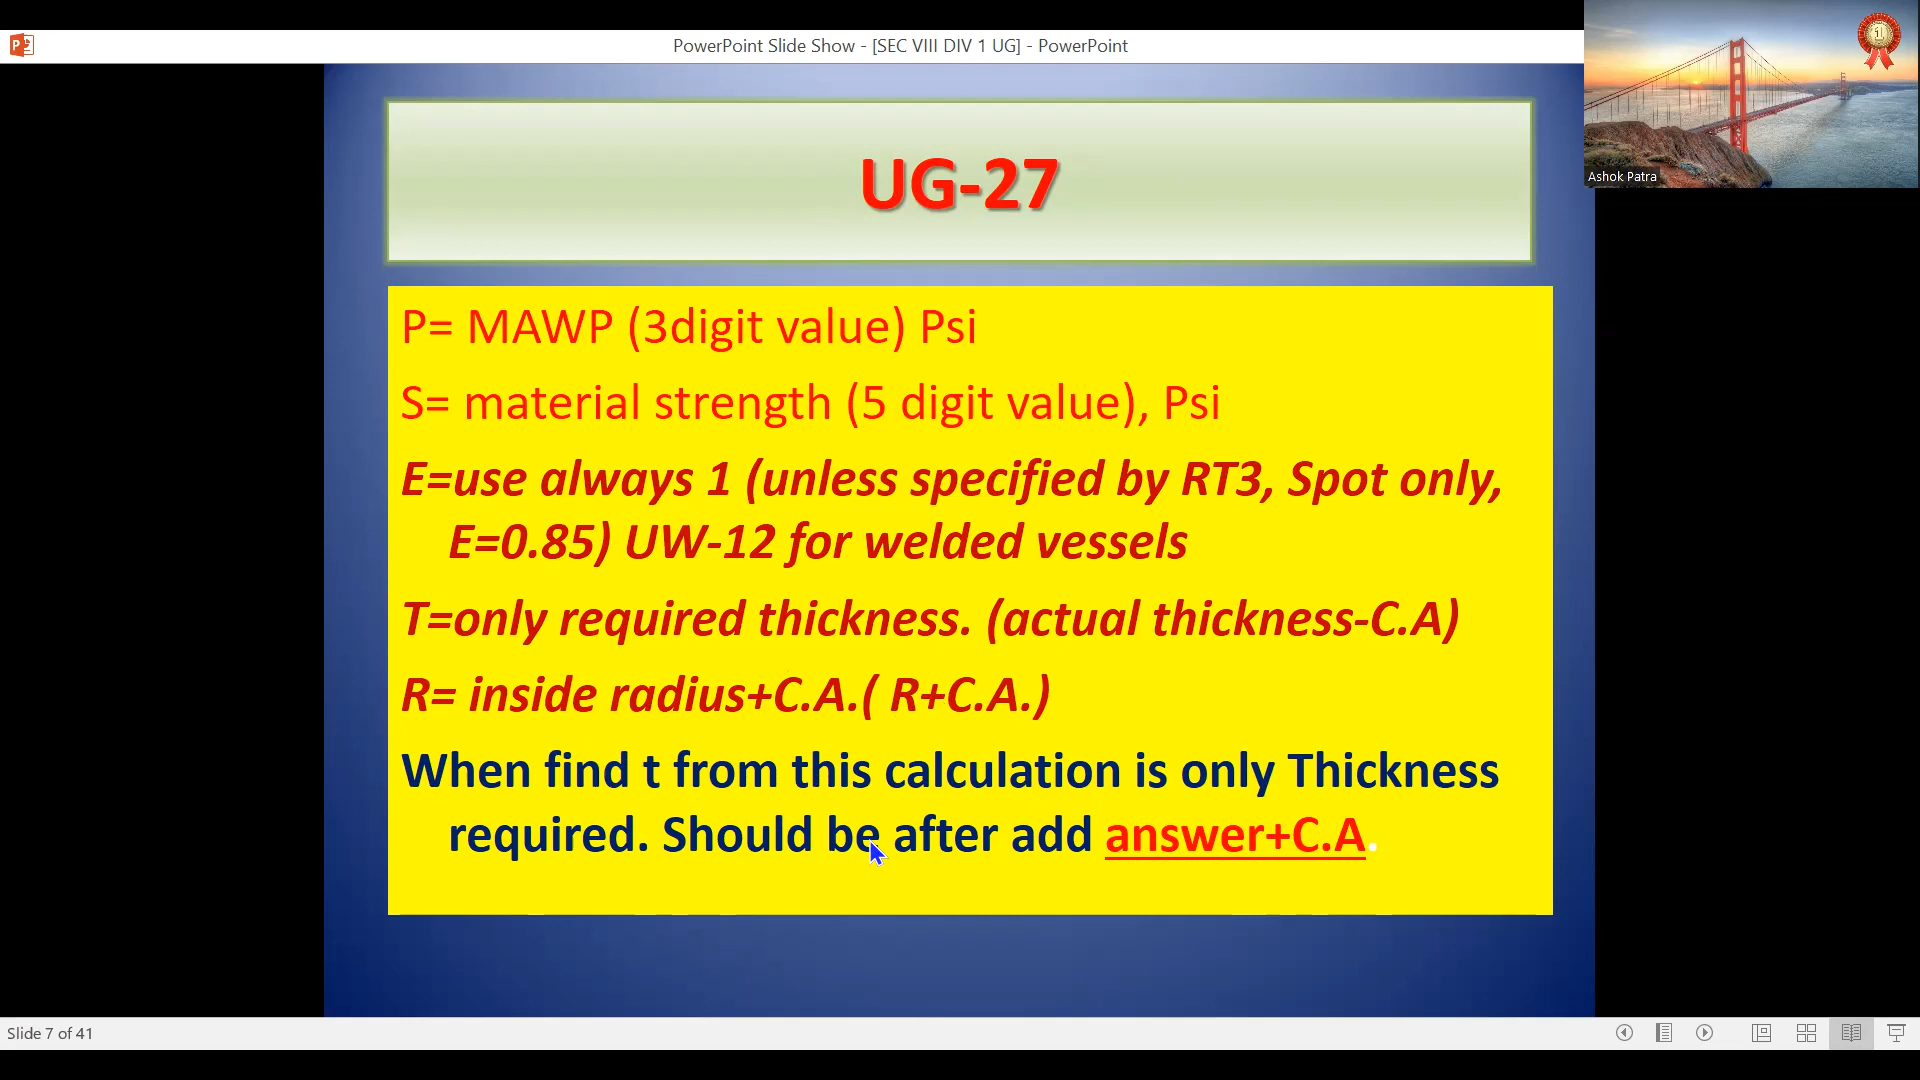 PowerPoint Slide Show - [SEC VIII DIV 1 UG] - PowerPoint
1
Ashok Patra
UG-27
P= MAWP (3digit value) Psi
S= material strength (5 digit value), Psi
E=use always 1 (unless specified by RT3, Spot only,
E=0.85) UW-12 for welded vessels
T=only required thickness. (actual thickness-C.A)
R= inside radius+C.A.( R+C.A.)
When find t from this calculation is only Thickness
required. Should be after add answer+C.A.
Slide 7 of 41